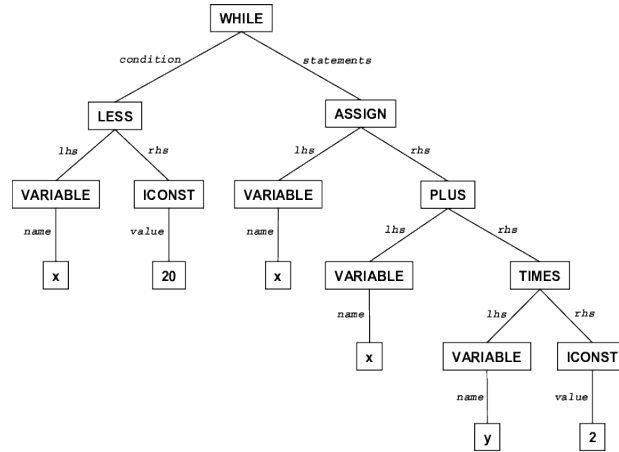 WHILE
condition statements
LESS ASSIGN
lhs rhs lhs rhs
VARIABLE ICONST VARIABLE PLUS
name value name lhs rhs
x 20 x VARIABLE TIMES
name lhs rhs
x VARIABLE ICONST
name value
y 2